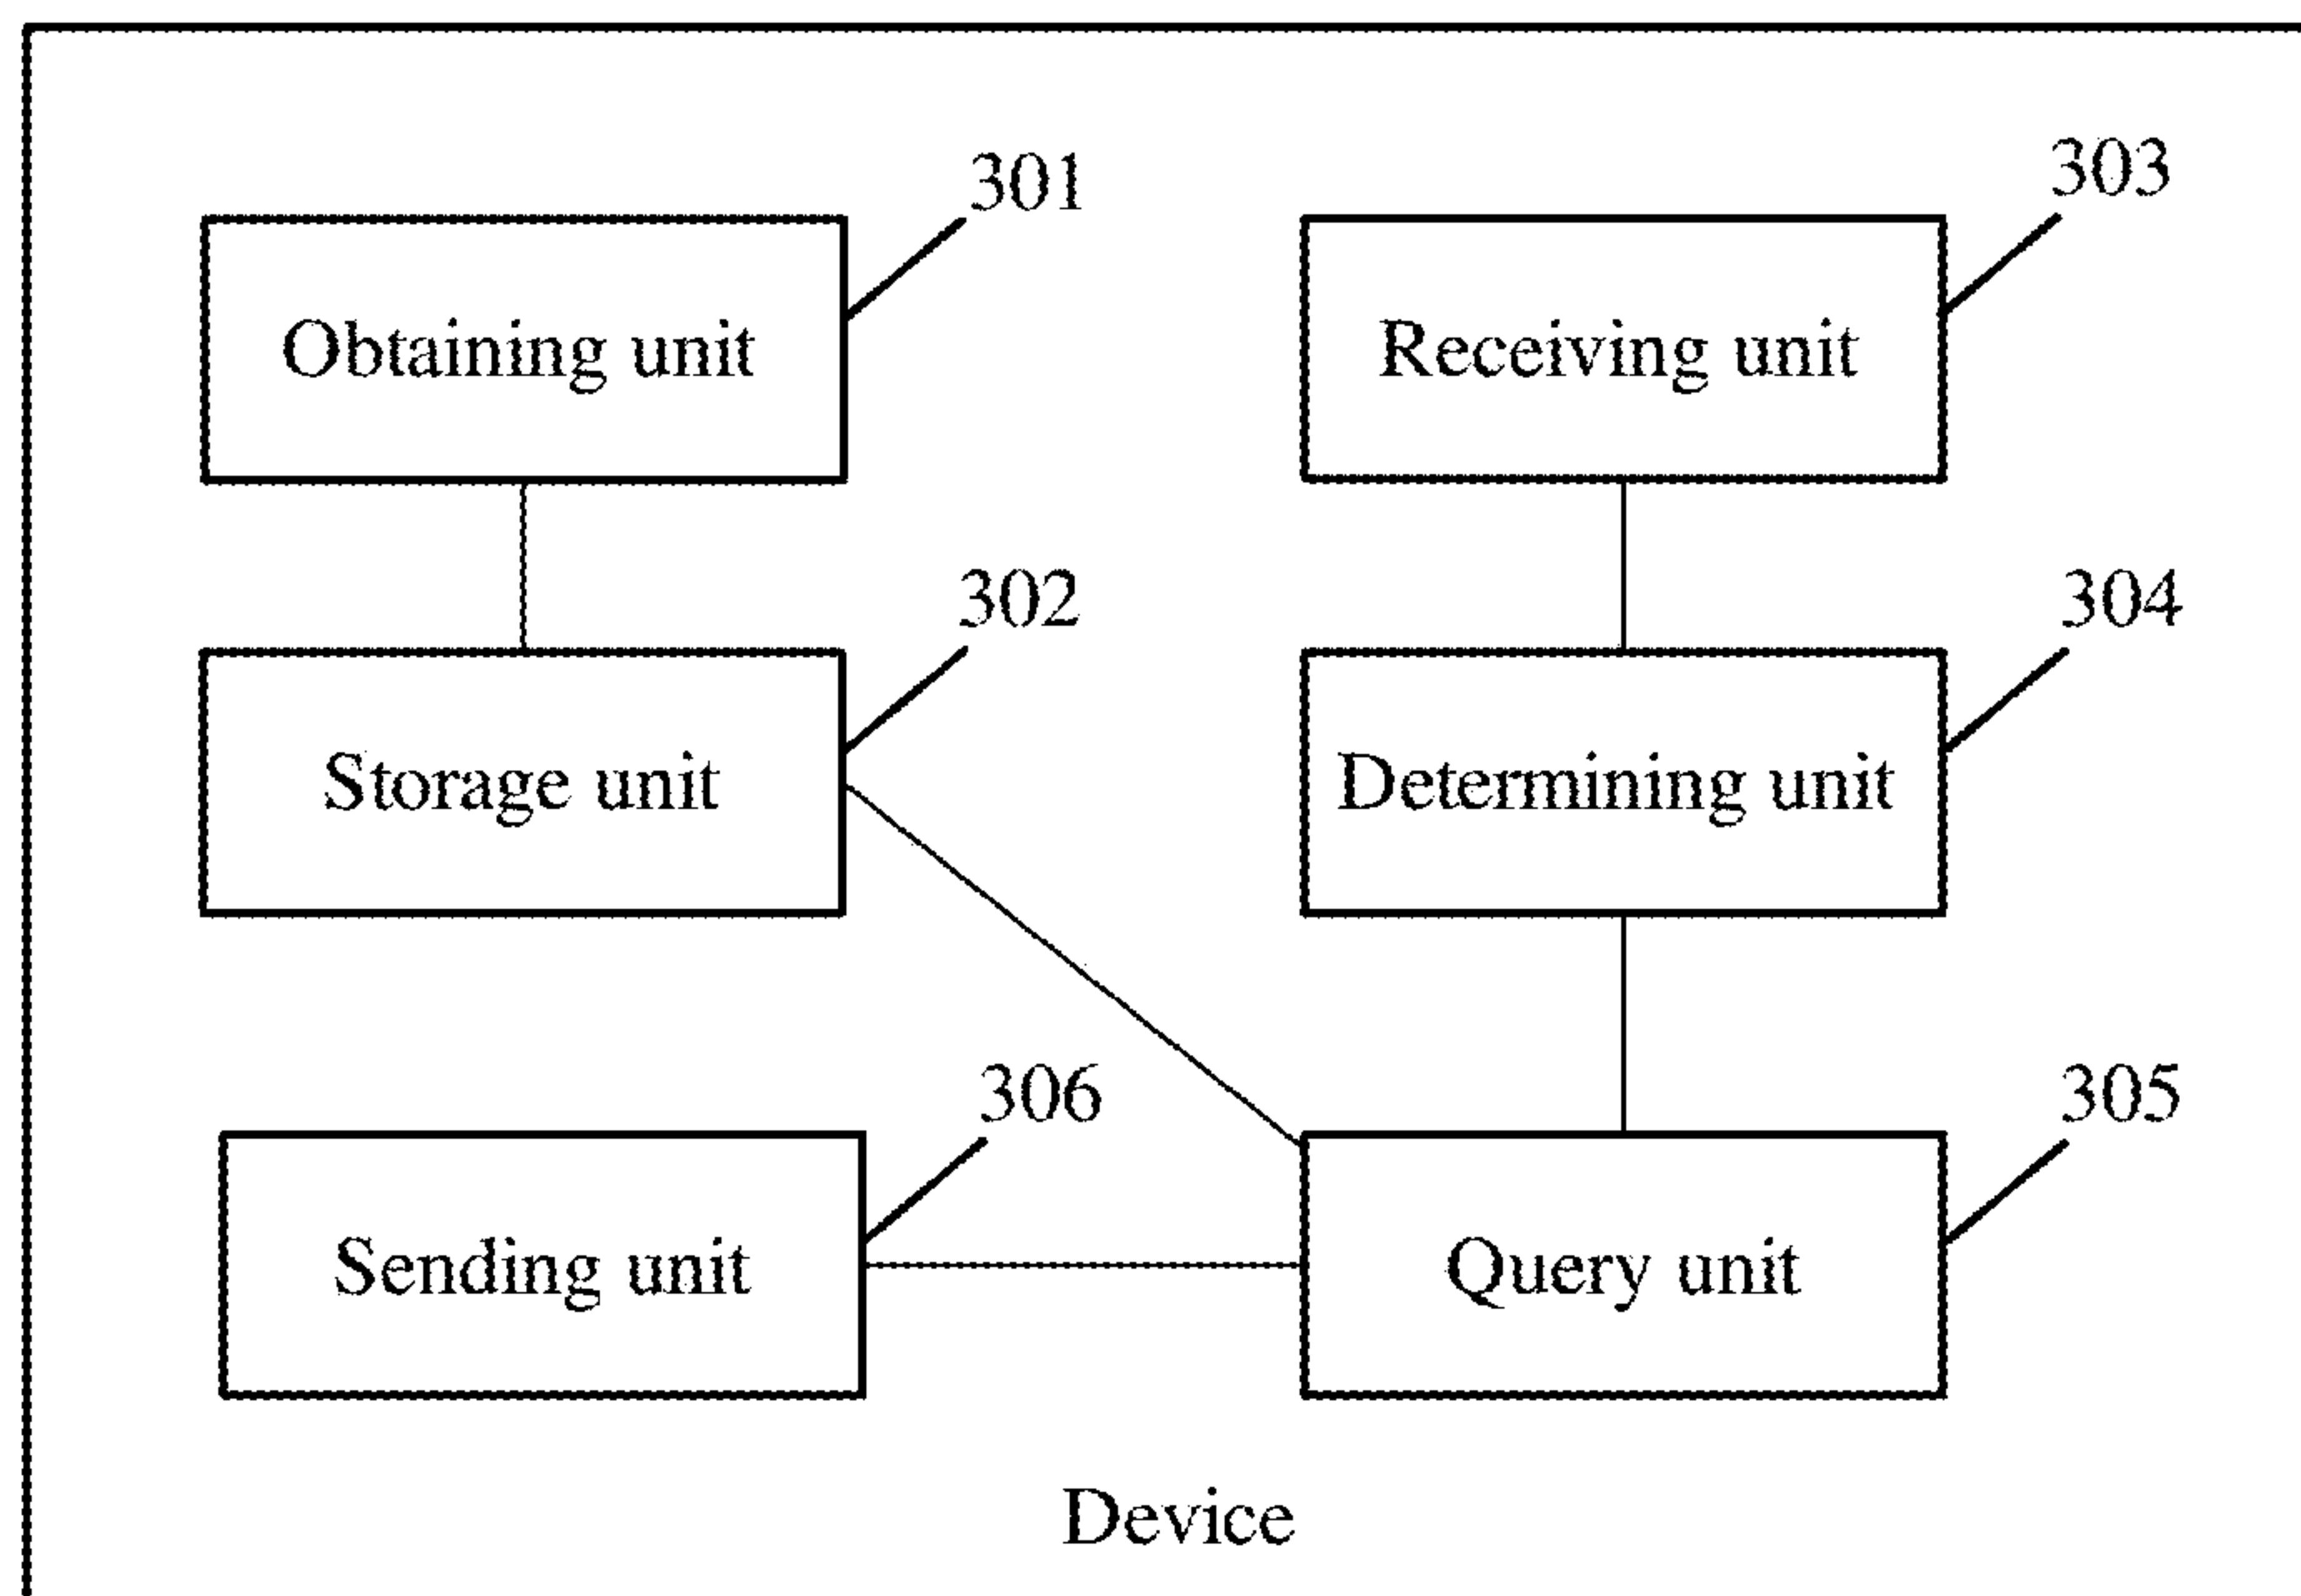 301
303
Obtaining unit
Receiving unit
302
304
Storage unit
Determining unit
306
305
Sending unit
Query unit
Device